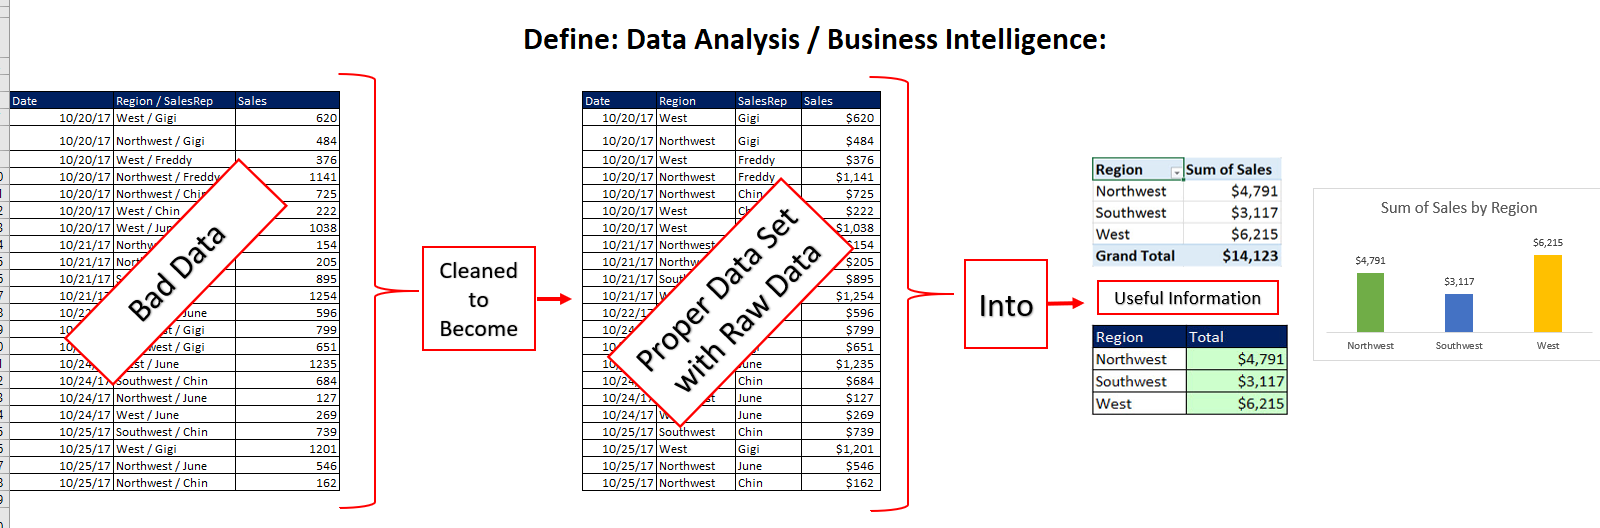 Define: Data Analysis / Business Intelligence:
Date Region / SalesRep Sales
10/20/17 West / Gigi 620
10/20/17 Northwest / Gigi 484
10/20/17 West / Freddy 376
10/20/17 Northwest / Freddy 1141
10/20/17 Northwest / 725
10/20/17 West / Chin 222
10/20/17 West / 1038
10/21/17 154
10/21/17 205
10/21/17 895
10/21/17 1254
June 596
/ Gigi 799
/ Gigi 651
/ June 1235
10/24/17 Southwest / Chin 684
10/24/17 Northwest / June 127
10/24/17 West / June 269
10/25/17 Southwest / Chin 739
10/25/17 West / Gigi 1201
10/25/17 Northwest / June 546
10/25/17 Northwest / Chin 162
Bad Data
Cleaned
to
Become
Date Region SalesRep Sales
10/20/17 West Gigi $620
10/20/17 Northwest Gigi $484
10/20/17 West Freddy $376
10/20/17 Northwest Freddy $1,141
10/20/17 Northwest Chin $725
10/20/17 West $222
10/20/17 West $1,038
10/21/17 Northwest $154
10/21/17 $205
10/21/17 $895
10/21/17 $1,254
$596
$799
$651
June $1,235
Chin $684
June $127
10/24/17 June $269
10/25/17 Southwest Chin $739
10/25/17 West Gigi $1,201
10/25/17 Northwest June $546
10/25/17 Northwest Chin $162
Proper Data Set
with Raw Data
Into
Region Sum of Sales
Northwest $4,791
Southwest $3,117
West $6,215
Grand Total $14,123
Useful Information
Region Total
Northwest $4,791
Southwest $3,117
West $6,215
Sum of Sales by Region
$4,791
$3,117
$6,215
Northwest Southwest West